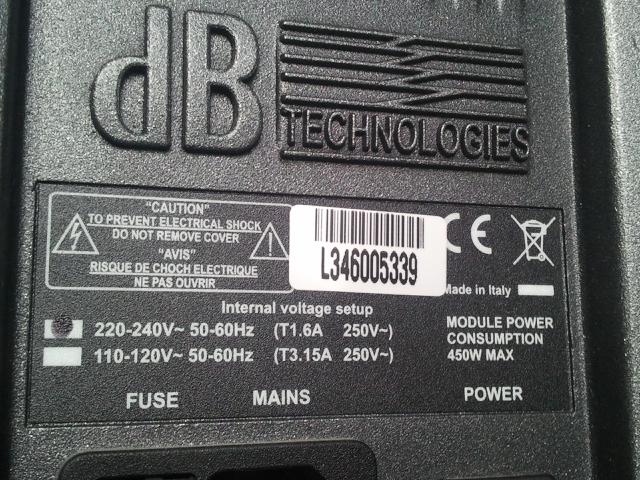 dB
TECHNOLOGIES
"CAUTION"
TO PREVENT ELECTRICAL SHOCK
DO NOT REMOVE COVER
"AVIS"
RISQUE DE CHOCH ELECTRIQUE
NE PAS OUVRIR
L346005339
CE
Made in Italy
Internal voltage setup
220-240V~ 50-60Hz (T1.6A 250V~)
110-120V~ 50-60Hz (T3.15A 250V~)
MODULE POWER
CONSUMPTION
450W MAX
FUSE MAINS POWER